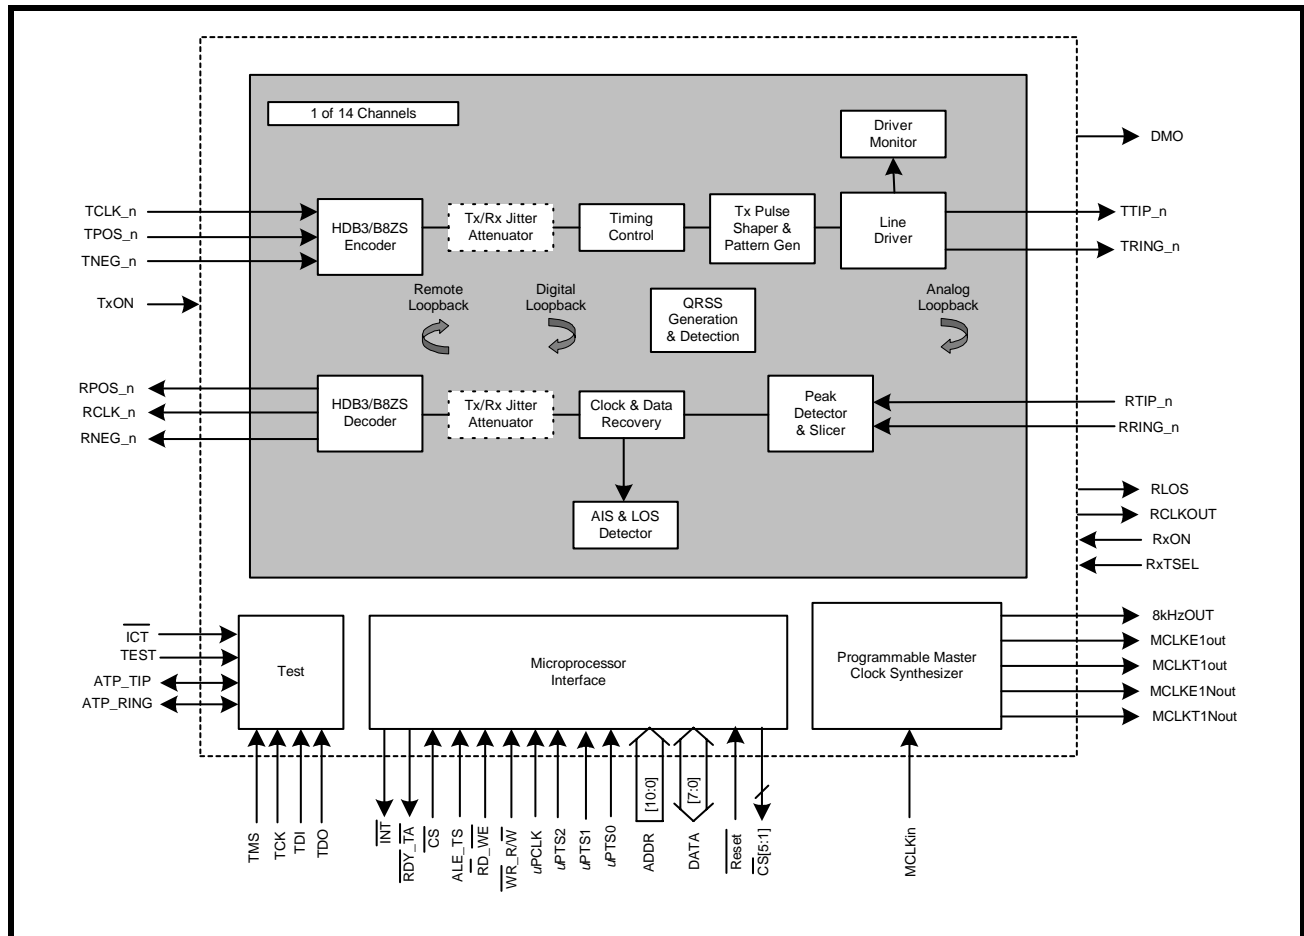 1 of 14 Channels
Driver
Monitor
DMO
TCLK_n
TPOS_n
TNEG_n
HDB3/B8ZS
Encoder
Tx/Rx Jitter
Attenuator
Timing
Control
Tx Pulse
Shaper &
Pattern Gen
Line
Driver
TTIP_n
TRING_n
TxON
Remote
Loopback
Digital
Loopback
QRSS
Generation
& Detection
Analog
Loopback
RPOS_n
RCLK_n
RNEG_n
HDB3/B8ZS
Decoder
Tx/Rx Jitter
Attenuator
Clock & Data
Recovery
Peak
Detector
& Slicer
RTIP_n
RRING_n
AIS & LOS
Detector
RLOS
RCLKOUT
RxON
RxTSEL
ICT
TEST
ATP_TIP
ATP_RING
Test
Microprocessor
Interface
Programmable Master
Clock Synthesizer
8kHzOUT
MCLKE1out
MCLKT1out
MCLKE1Nout
MCLKT1Nout
TMS
TCK
TDI
TDO
INT
RDY_TA
CS
ALE_TS
RD_WE
WR_R/W
uPCLK
uPTS2
uPTS1
uPTS0
[10:0]
ADDR
[7:0]
DATA
Reset
CS[5:1]
MCLKin